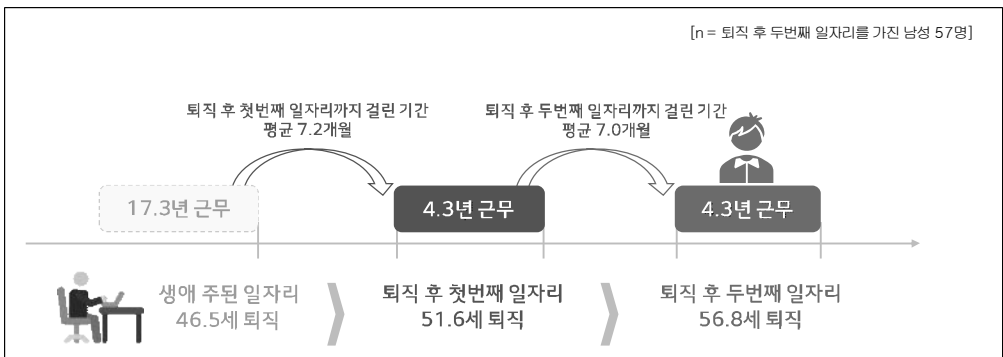 [n = 퇴직 후 두번째 일자리를 가진 남성 57명]
퇴직 후 첫번째 일자리까지 걸린 기간
평균 7.2개월
퇴직 후 두번째 일자리까지 걸린 기간
평균 7.0개월
17.3년 근무
4.3년 근무
4.3년 근무
생애 주된 일자리
46.5세 퇴직
퇴직 후 첫번째 일자리
51.6세 퇴직
퇴직 후 두번째 일자리
56.8세 퇴직